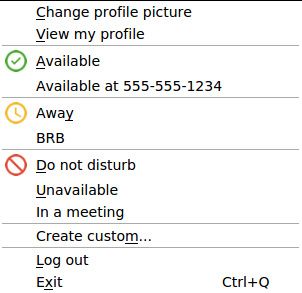 Change profile picture
View my profile
Available
Available at 555-555-1234
Away
BRB
Do not disturb
Unavailable
In a meeting
Create custom...
Log out
Exit Ctrl+Q